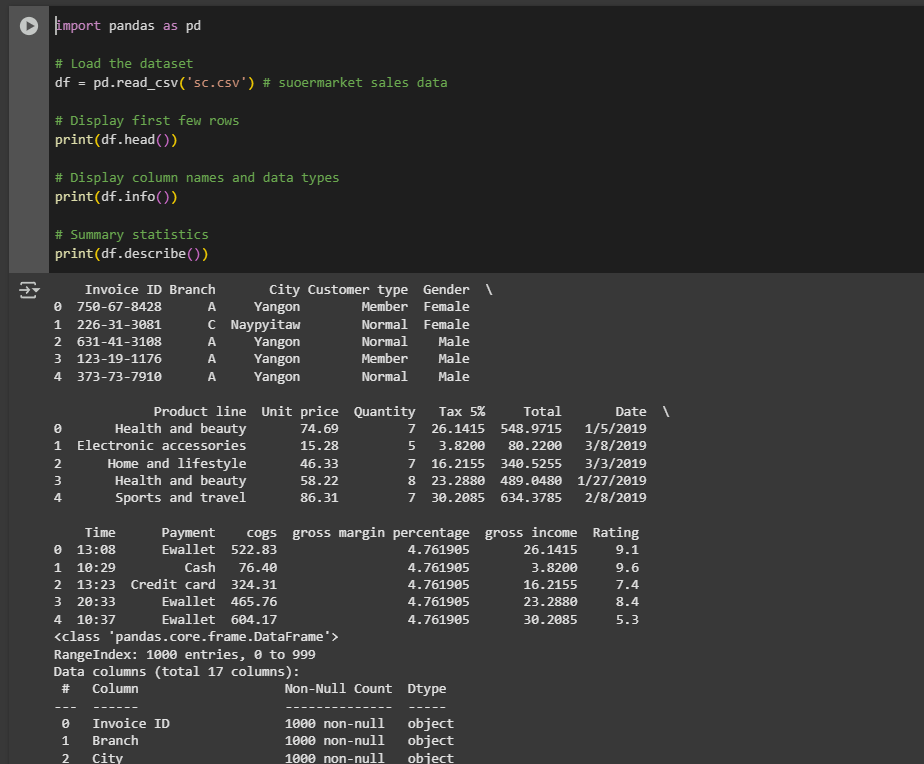 import pandas as pd
# Load the dataset
df = pd.read_csv('sc.csv') # suoermarket sales data
# Display first few rows
print(df.head())
# Display column names and data types
print(df.info())
# Summary statistics
print(df.describe())
Invoice ID Branch City Customer type Gender \
0 750-67-8428 A Yangon Member Female
1 226-31-3081 C Naypyitaw Normal Female
2 631-41-3108 A Yangon Normal Male
3 123-19-1176 A Yangon Member Male
4 373-73-7910 A Yangon Normal Male
Product line Unit price Quantity Tax 5% Total Date \
0 Health and beauty 74.69 7 26.1415 548.9715 1/5/2019
1 Electronic accessories 15.28 5 3.8200 80.2200 3/8/2019
2 Home and lifestyle 46.33 7 16.2155 340.5255 3/3/2019
3 Health and beauty 58.22 8 23.2880 489.0480 1/27/2019
4 Sports and travel 86.31 7 30.2085 634.3785 2/8/2019
Time Payment cogs gross margin percentage gross income Rating
0 13:08 Ewallet 522.83 4.761905 26.1415 9.1
1 10:29 Cash 76.40 4.761905 3.8200 9.6
2 13:23 Credit card 324.31 4.761905 16.2155 7.4
3 20:33 Ewallet 465.76 4.761905 23.2880 8.4
4 10:37 Ewallet 604.17 4.761905 30.2085 5.3
<class 'pandas.core.frame.DataFrame'>
RangeIndex: 1000 entries, 0 to 999
Data columns (total 17 columns):
# Column Non-Null Count Dtype
--- ------ -------------- -----
0 Invoice ID 1000 non-null object
1 Branch 1000 non-null object
2 City 1000 non-null object